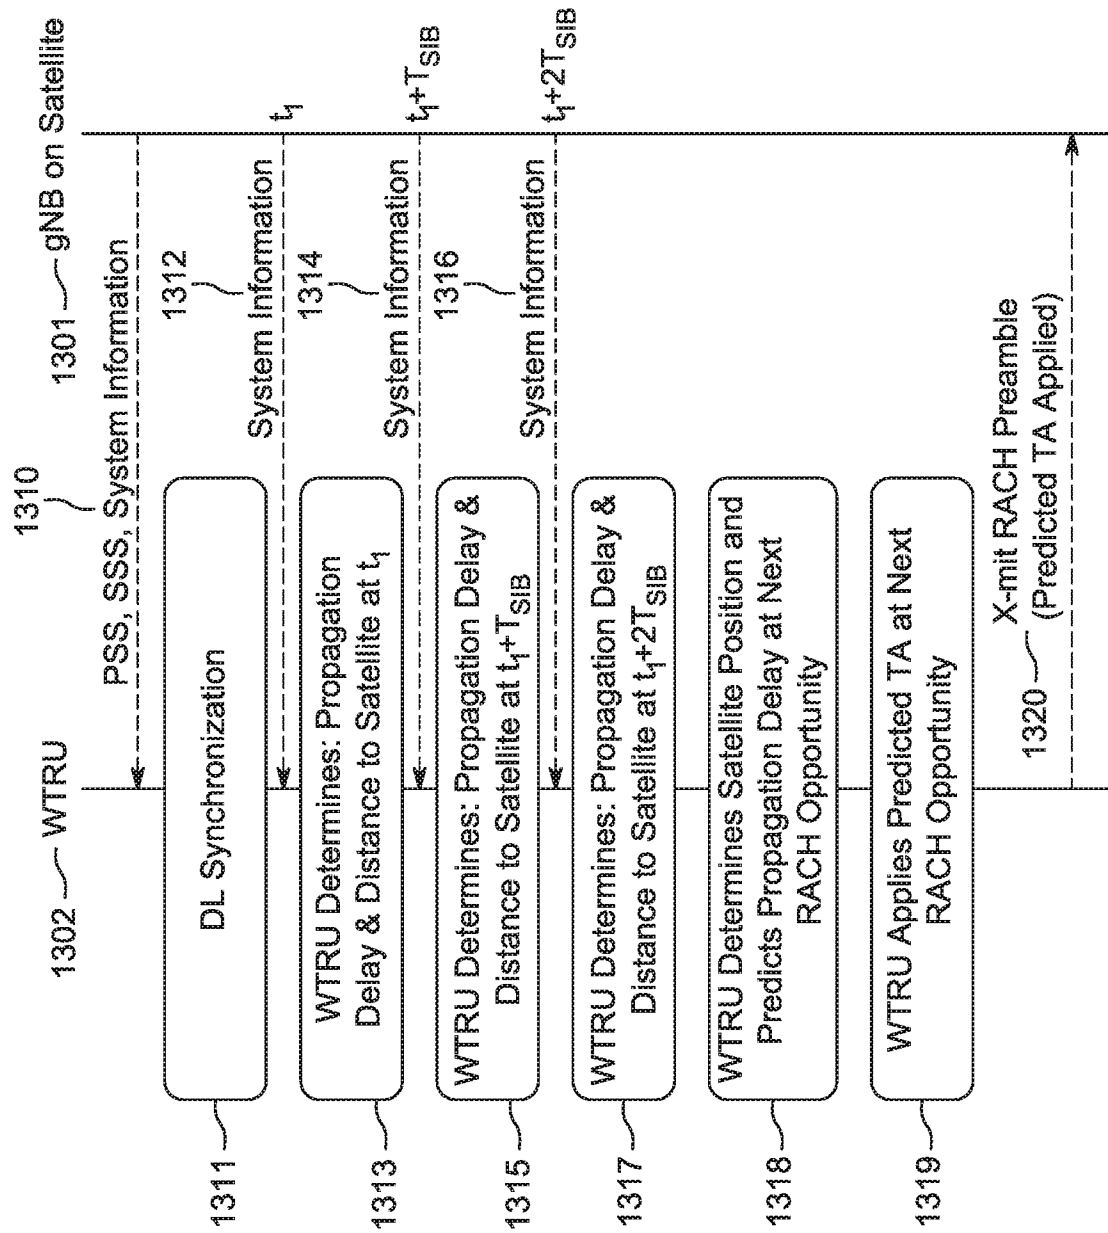 1302 WTRU
1301 gNB on Satellite
1310
PSS, SSS, System Information
1311
DL Synchronization
1312
System Information
t1
1313
WTRU Determines: Propagation
Delay & Distance to Satellite at t1
1314
System Information
t1+TSIB
1315
WTRU Determines: Propagation Delay &
Distance to Satellite at t1+TSIB
1316
System Information
t1+2TSIB
1317
WTRU Determines: Propagation Delay &
Distance to Satellite at t1+2TSIB
1318
WTRU Determines Satellite Position and
Predicts Propagation Delay at Next
RACH Opportunity
1319
WTRU Applies Predicted TA at Next
RACH Opportunity
1320
X-mit RACH Preamble
(Predicted TA Applied)